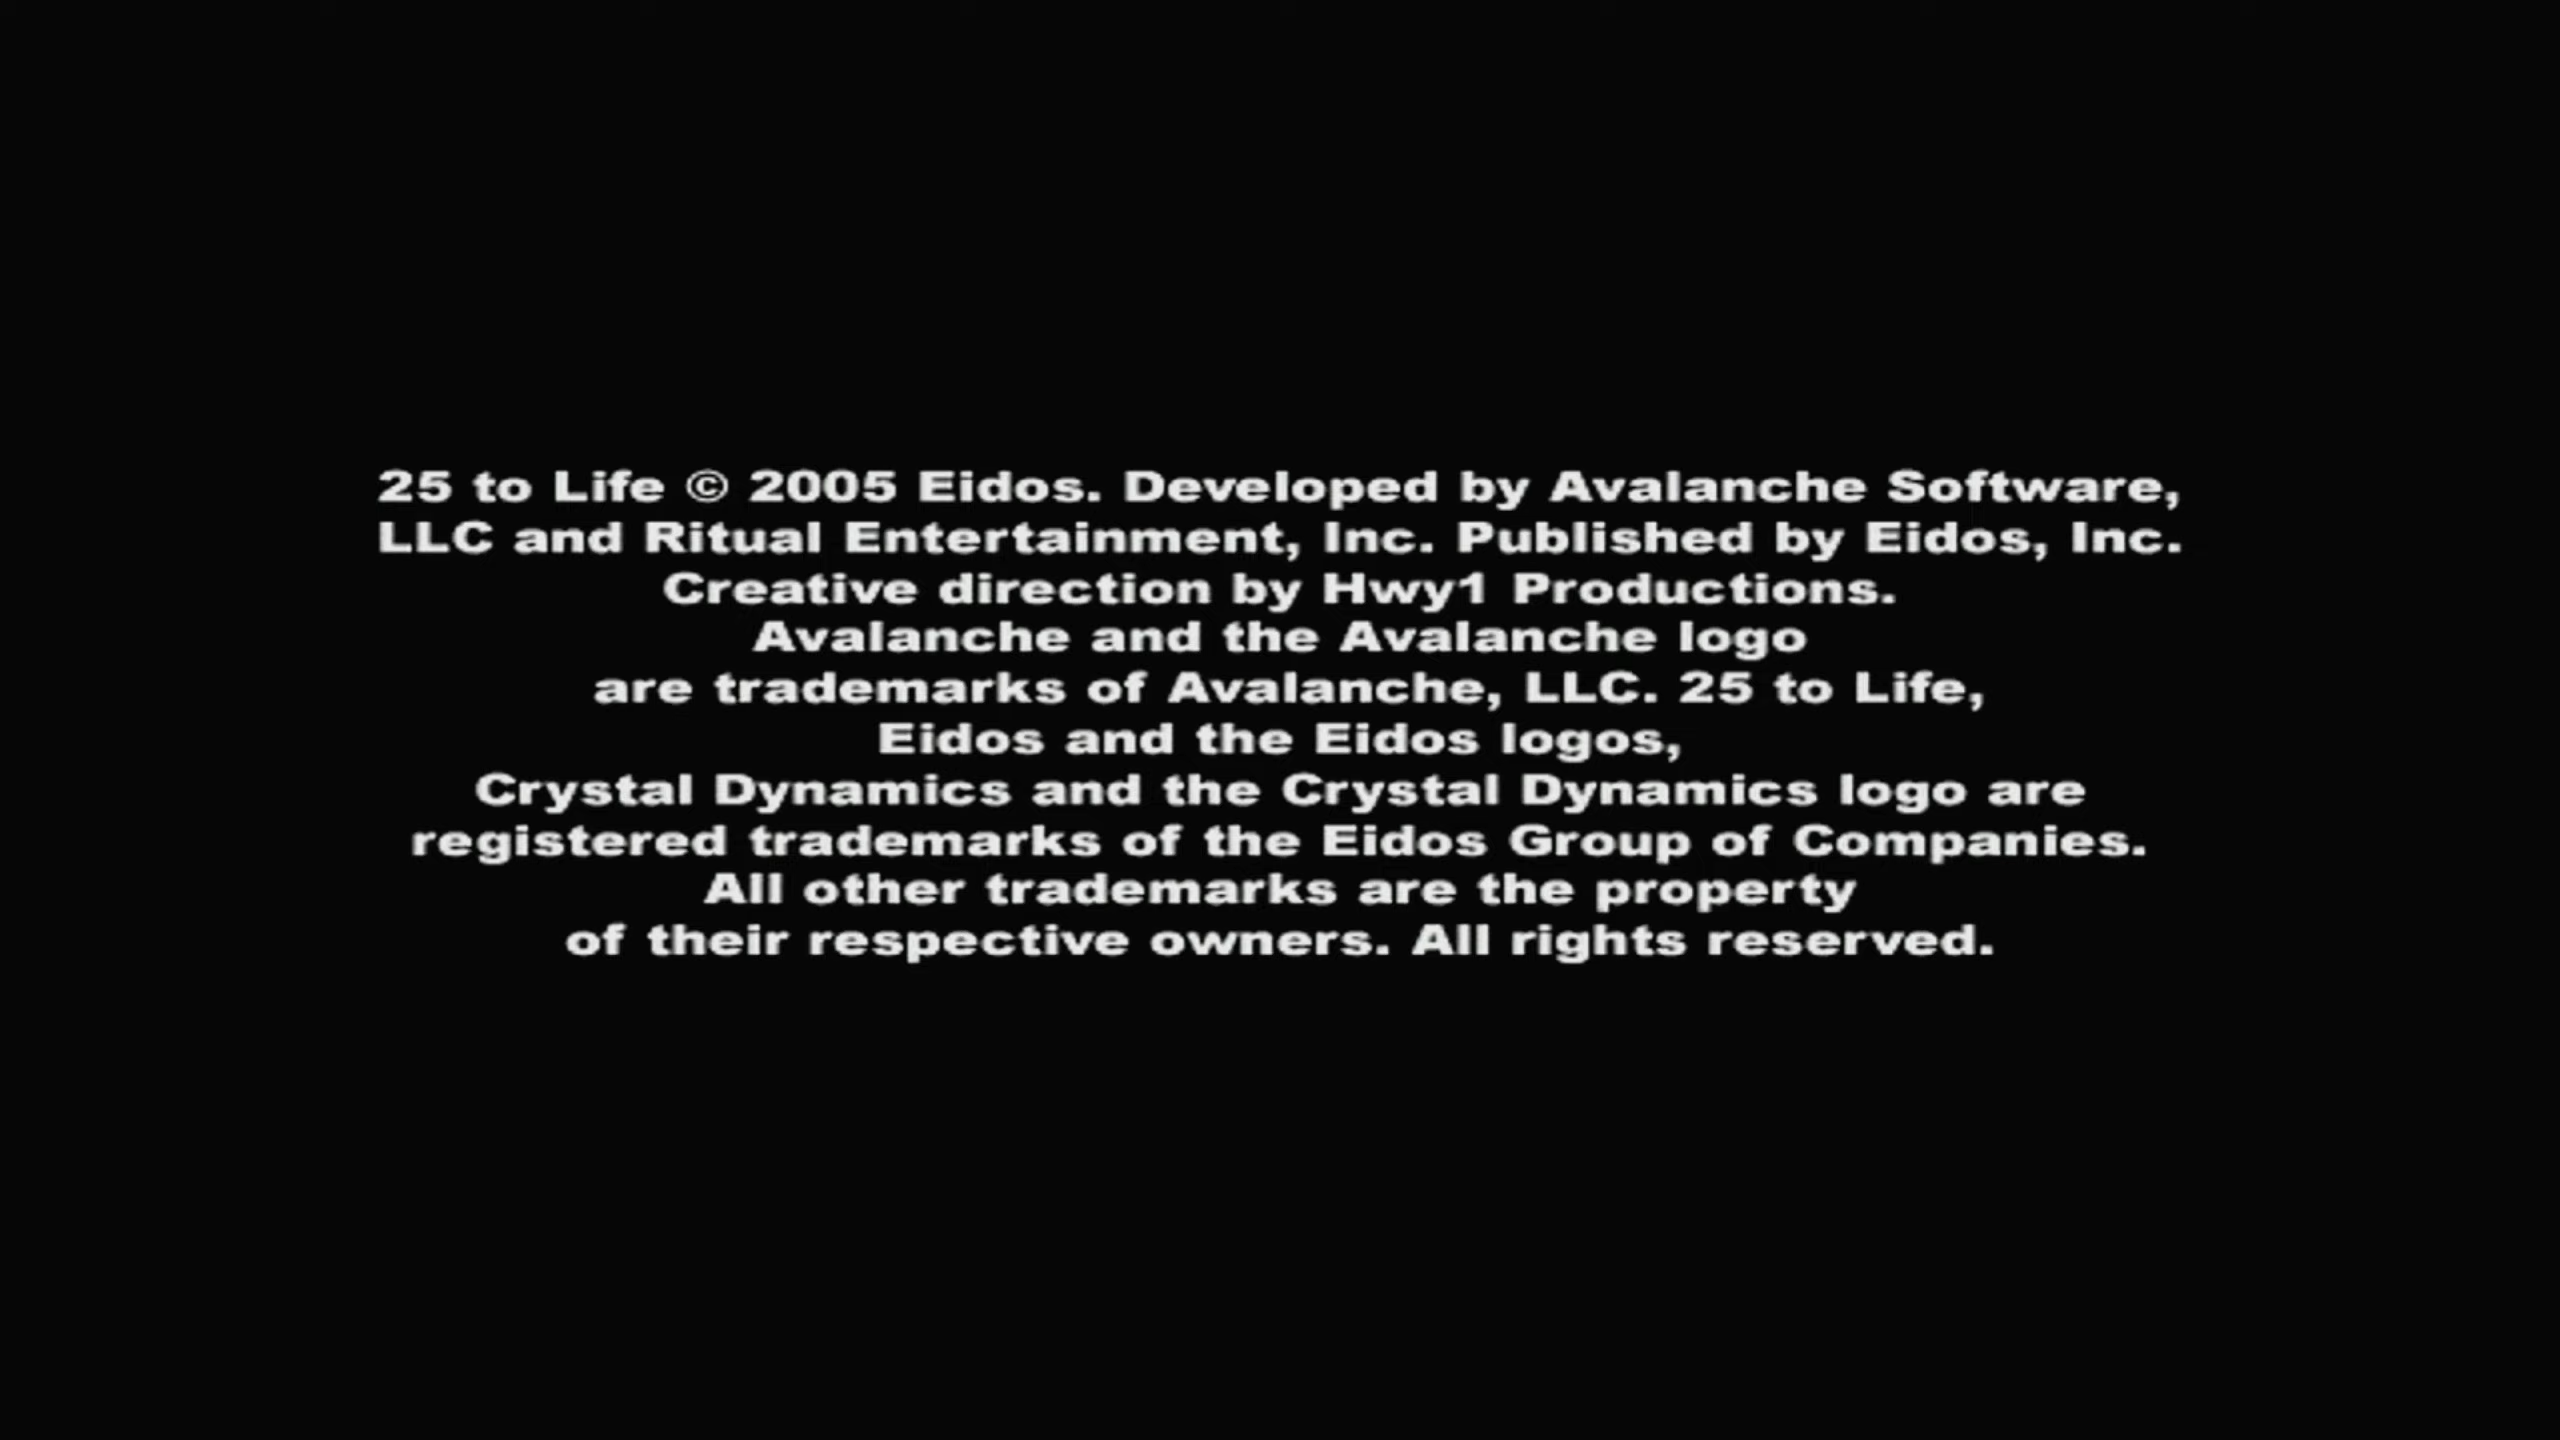 25 to Life © 2005 Eidos. Developed by Avalanche Software,
LLC and Ritual Entertainment, Inc. Published by Eidos, Inc.
Creative direction by Hwy1 Productions.
Avalanche and the Avalanche logo
are trademarks of Avalanche, LLC. 25 to Life,
Eidos and the Eidos logos,
Crystal Dynamics and the Crystal Dynamics logo are
registered trademarks of the Eidos Group of Companies.
All other trademarks are the property
of their respective owners. All rights reserved.